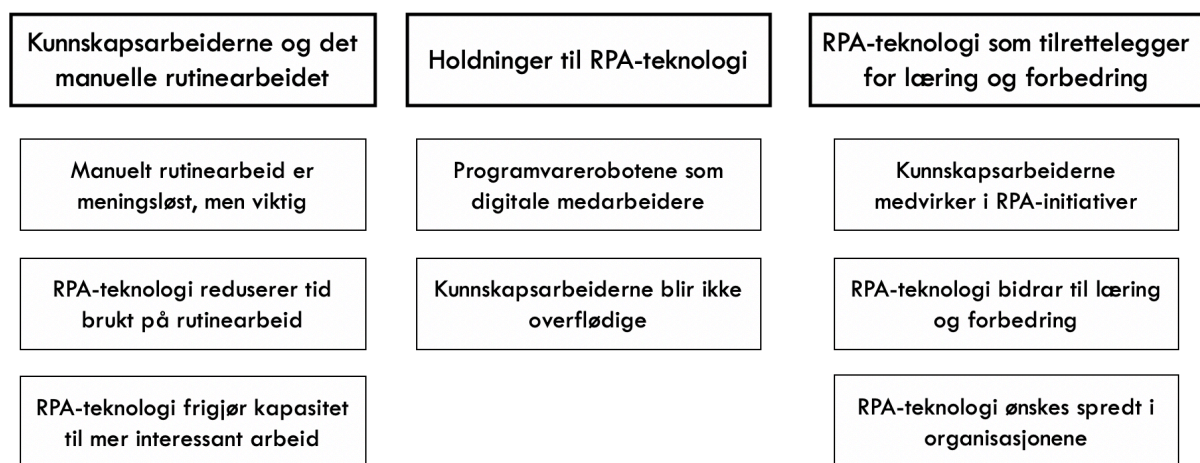 Kunnskapsarbeiderne og det
manuelle rutinearbeidet
Manuelt rutinearbeid er
meningsløst, men viktig
RPA-teknologi reduserer tid
brukt på rutinearbeid
RPA-teknologi frigjør kapasitet
til mer interessant arbeid
Holdninger til RPA-teknologi
Programvarerobotene som
digitale medarbeidere
Kunnskapsarbeiderne blir ikke
overflødige
RPA-teknologi som tilrettelegger
for læring og forbedring
Kunnskapsarbeiderne
medvirker i RPA-initiativer
RPA-teknologi bidrar til læring
og forbedring
RPA-teknologi ønskes spredt i
organisasjonene